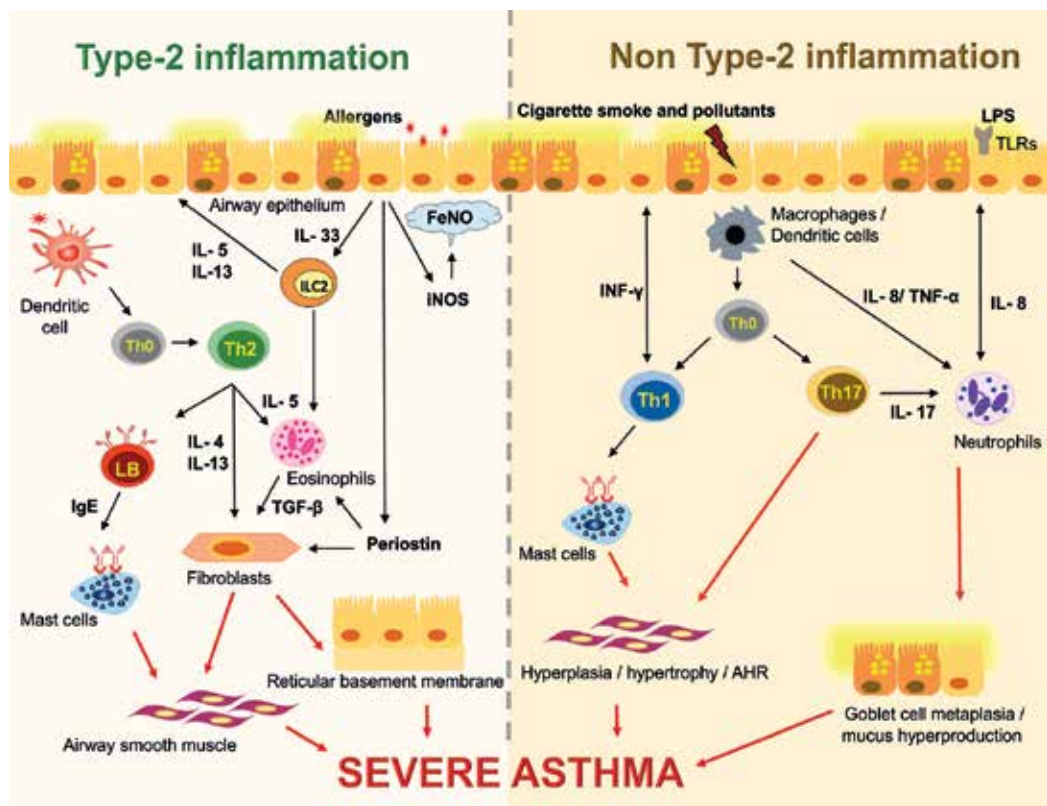 Type-2 inflammation
Allergens
Airway epithelium
FeNO
IL- 33
IL- 5
IL-13
ILC2
iNOS
Dendritic
cell
Th0
Th2
IL- 5
LB
IL- 4
IL-13
Eosinophils
IgE
TGF-β
Periostin
Fibroblasts
Mast cells
Reticular basement membrane
Airway smooth muscle
Non Type-2 inflammation
Cigarette smoke and pollutants
LPS
TLRs
Macrophages /
Dendritic cells
INF-γ
IL- 8/ TNF-α
IL- 8
Th0
Th1
Th17
IL- 17
Neutrophils
Mast cells
Hyperplasia / hypertrophy / AHR
Goblet cell metaplasia /
mucus hyperproduction
SEVERE ASTHMA